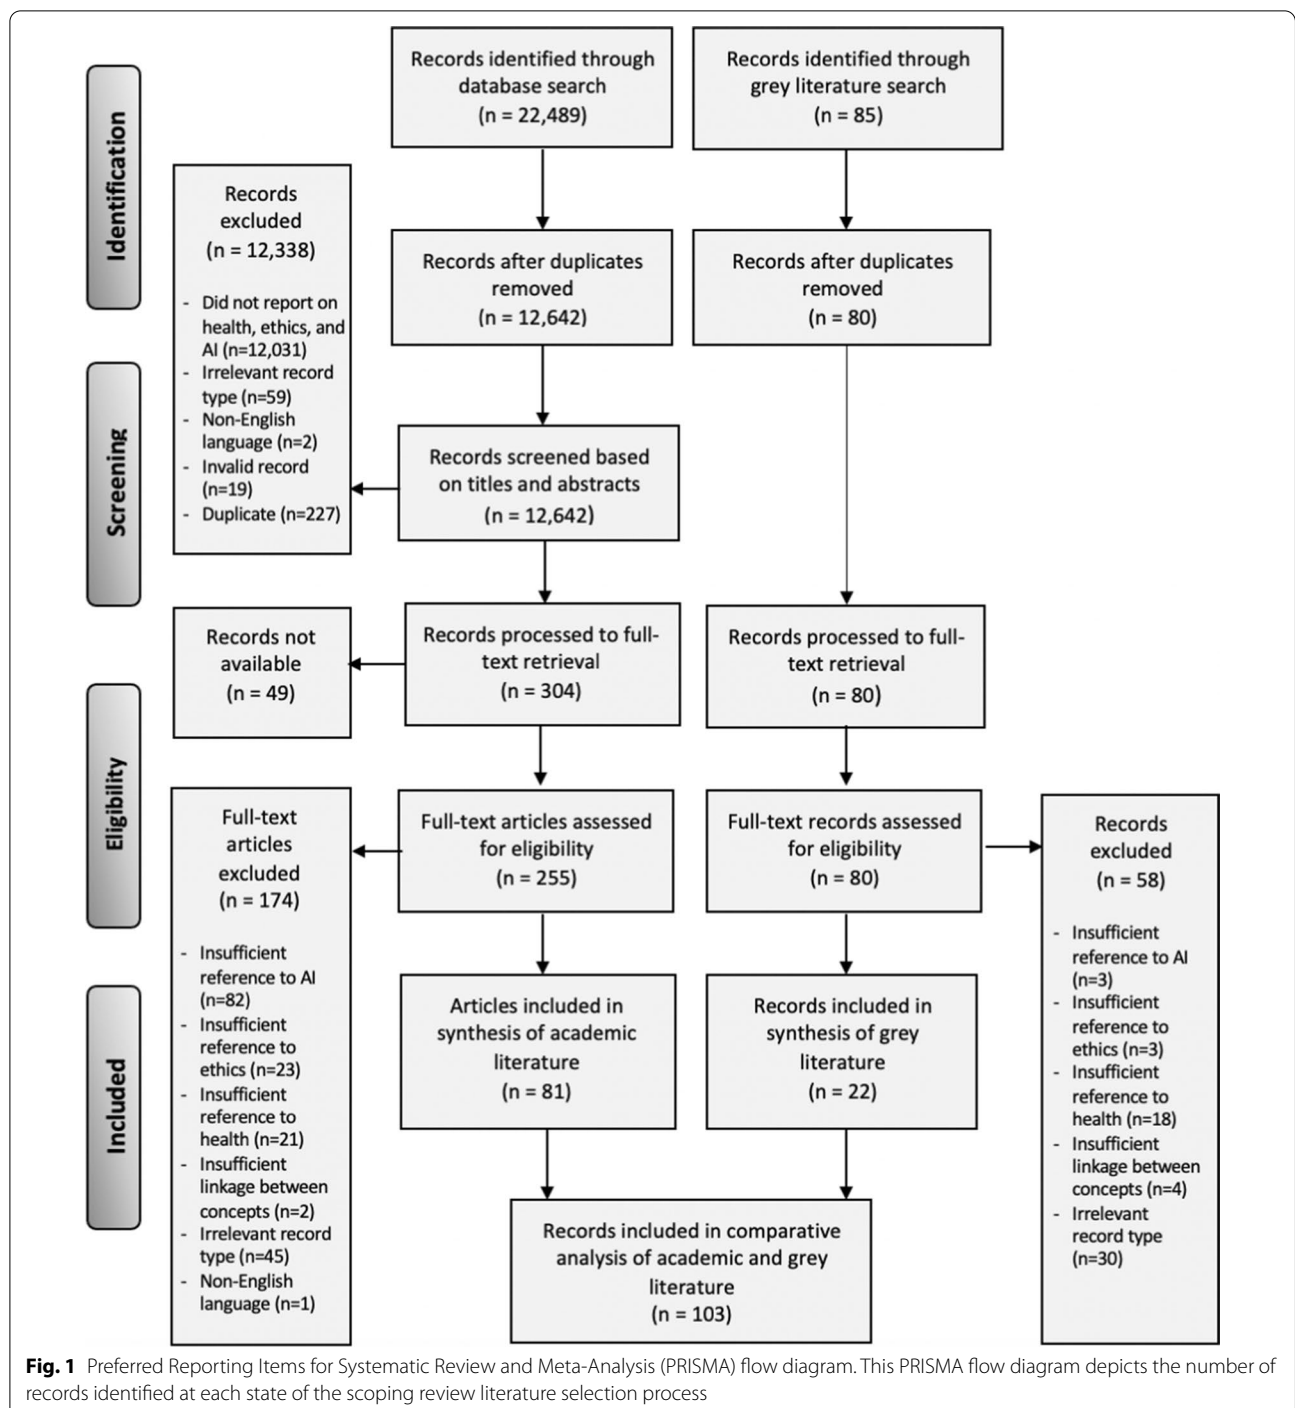 Identification
Screening
Eligibility
Included
Records identified through
database search
(n = 22,489)
Records identified through
grey literature search
(n = 85)
Records
excluded
(n = 12,338)
- Did not report on
health, ethics, and
AI (n=12,031)
- Irrelevant record
type (n=59)
- Non-English
language (n=2)
- Invalid record
(n=19)
- Duplicate (n=227)
Records after duplicates
removed
(n = 12,642)
Records after duplicates
removed
(n = 80)
Records screened based
on titles and abstracts
(n = 12,642)
Records not
available
(n = 49)
Records processed to full-
text retrieval
(n = 304)
Records processed to full-
text retrieval
(n = 80)
Full-text
articles
excluded
(n = 174)
- Insufficient
reference to AI
(n=82)
- Insufficient
reference to
ethics (n=23)
- Insufficient
reference to
health (n=21)
- Insufficient
linkage between
concepts (n=2)
- Irrelevant record
type (n=45)
- Non-English
language (n=1)
Full-text articles assessed
for eligibility
(n = 255)
Full-text records assessed
for eligibility
(n = 80)
Records
excluded
(n = 58)
- Insufficient
reference to AI
(n=3)
- Insufficient
reference to
ethics (n=3)
- Insufficient
reference to
health (n=18)
- Insufficient
linkage between
concepts (n=4)
- Irrelevant
record type
(n=30)
Articles included in
synthesis of academic
literature
(n = 81)
Records included in
synthesis of grey
literature
(n = 22)
Records included in comparative
analysis of academic and grey
literature
(n = 103)
Fig. 1 Preferred Reporting Items for Systematic Review and Meta-Analysis (PRISMA) flow diagram. This PRISMA flow diagram depicts the number of
records identified at each state of the scoping review literature selection process